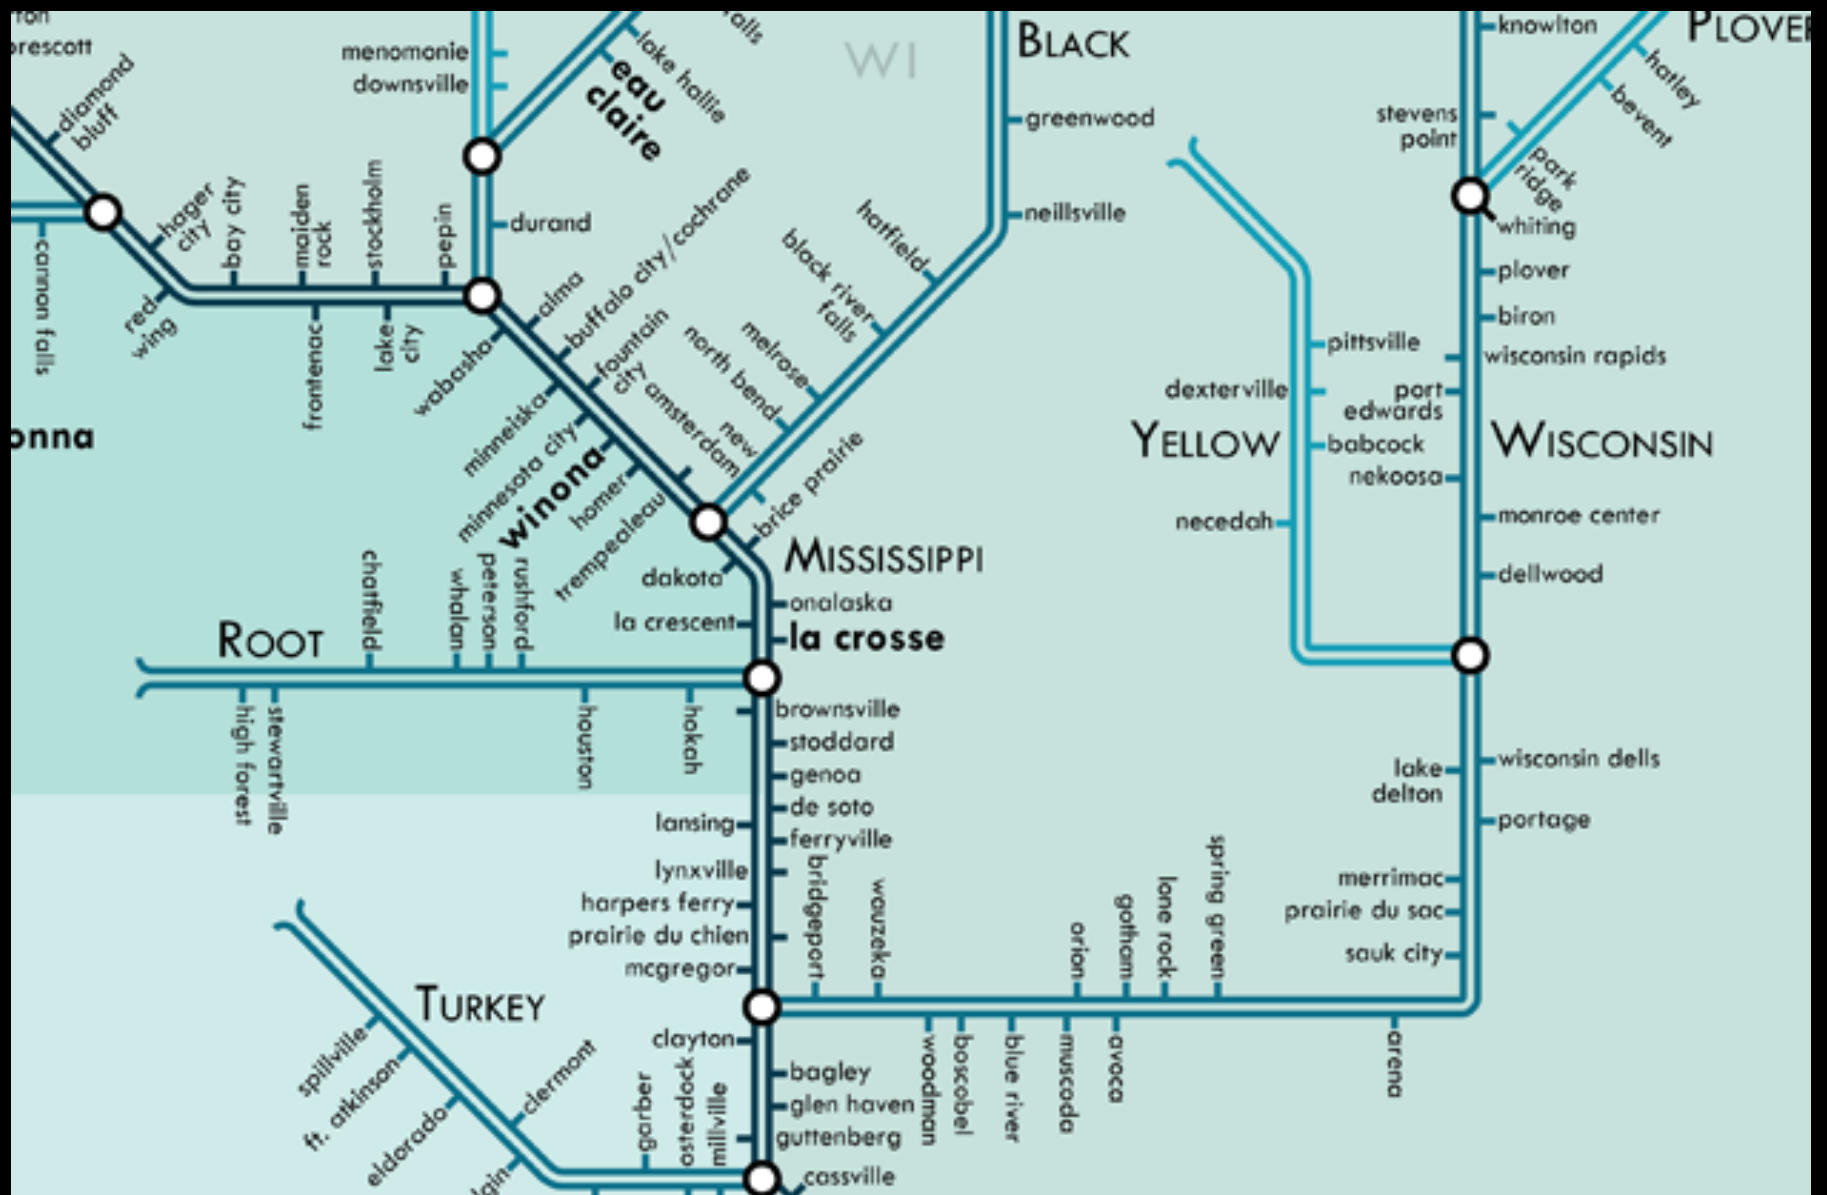 menomonie
downsville
lake hallie
eau
claire
WI
BLACK
knowlton
PLOVER
hatley
bevent
diamond
bluff
greenwood
stevens
point
park
ridge
whiting
hager
city
bay city
maiden
rock
stockholm
pepin
durand
neillsville
hatfield
black river
falls
plover
biron
wisconsin rapids
port
edwards
pittsville
dexterville
babcock
YELLOW
WISCONSIN
nekoosa
necedah
monroe center
dellwood
cannon falls
red
wing
frontenac
lake
city
wabasha
alma
buffalo city/cochrane
fountain
city
minneiska
minnesota city
winona
homer
trempealeau
melrose
north bend
new
amsterdam
brice prairie
dakota
MISSISSIPPI
onalaska
la crescent
la crosse
ROOT
chatfield
whalan
peterson
rushford
high forest
stewartville
houston
hokah
brownsville
stoddard
genoa
de soto
lansing
ferryville
lynxville
harpers ferry
prairie du chien
mcgregor
wisconsin dells
lake
delton
portage
merrimac
prairie du sac
sauk city
bridgeport
wauzeka
orion
gotham
lone rock
spring green
woodman
boscobel
blue river
muscoda
avoca
arena
TURKEY
spillville
ft. atkinson
eldorado
clermont
garber
osterdock
millville
clayton
bagley
glen haven
guttenberg
cassville